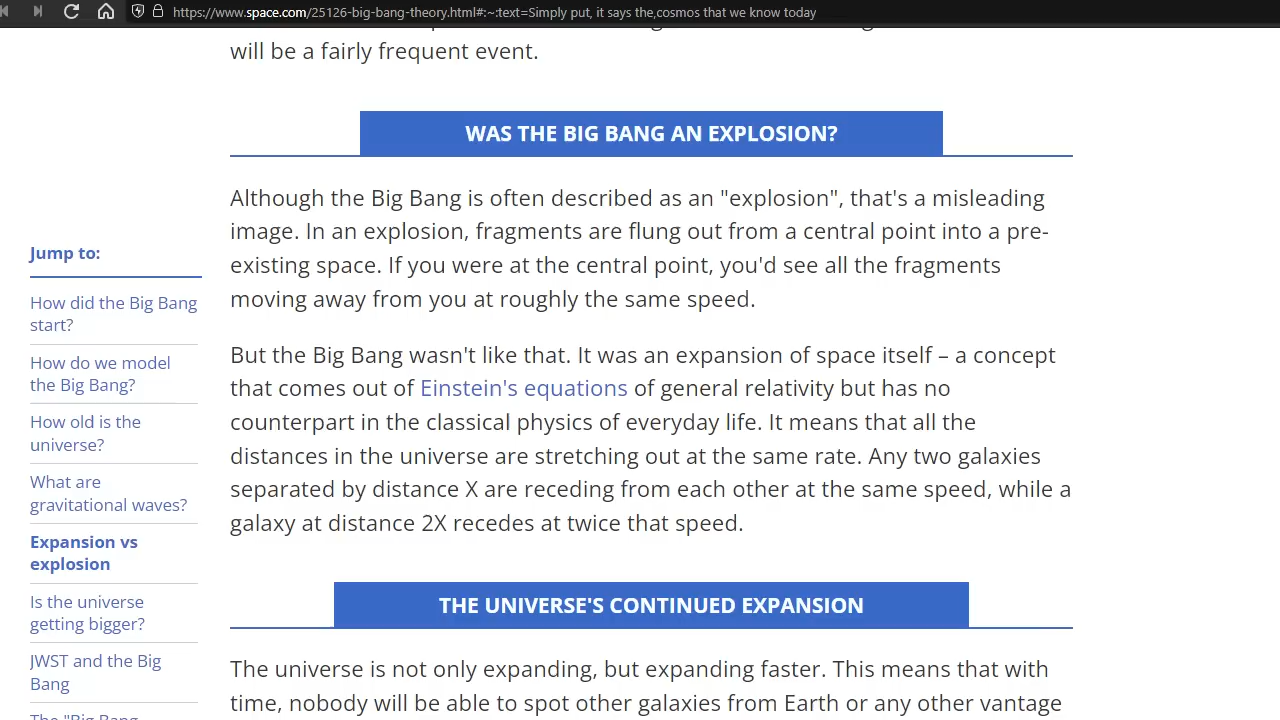 https://www.space.com/25126-big-bang-theory.html#:~:text=Simply put, it says the,cosmos that we know today
will be a fairly frequent event.
WAS THE BIG BANG AN EXPLOSION?
Although the Big Bang is often described as an "explosion", that's a misleading
image. In an explosion, fragments are flung out from a central point into a pre-
existing space. If you were at the central point, you'd see all the fragments
moving away from you at roughly the same speed.
But the Big Bang wasn't like that. It was an expansion of space itself – a concept
that comes out of Einstein's equations of general relativity but has no
counterpart in the classical physics of everyday life. It means that all the
distances in the universe are stretching out at the same rate. Any two galaxies
separated by distance X are receding from each other at the same speed, while a
galaxy at distance 2X recedes at twice that speed.
THE UNIVERSE'S CONTINUED EXPANSION
The universe is not only expanding, but expanding faster. This means that with
time, nobody will be able to spot other galaxies from Earth or any other vantage
Jump to:
How did the Big Bang
start?
How do we model
the Big Bang?
How old is the
universe?
What are
gravitational waves?
Expansion vs
explosion
Is the universe
getting bigger?
JWST and the Big
Bang
The "Big Bang